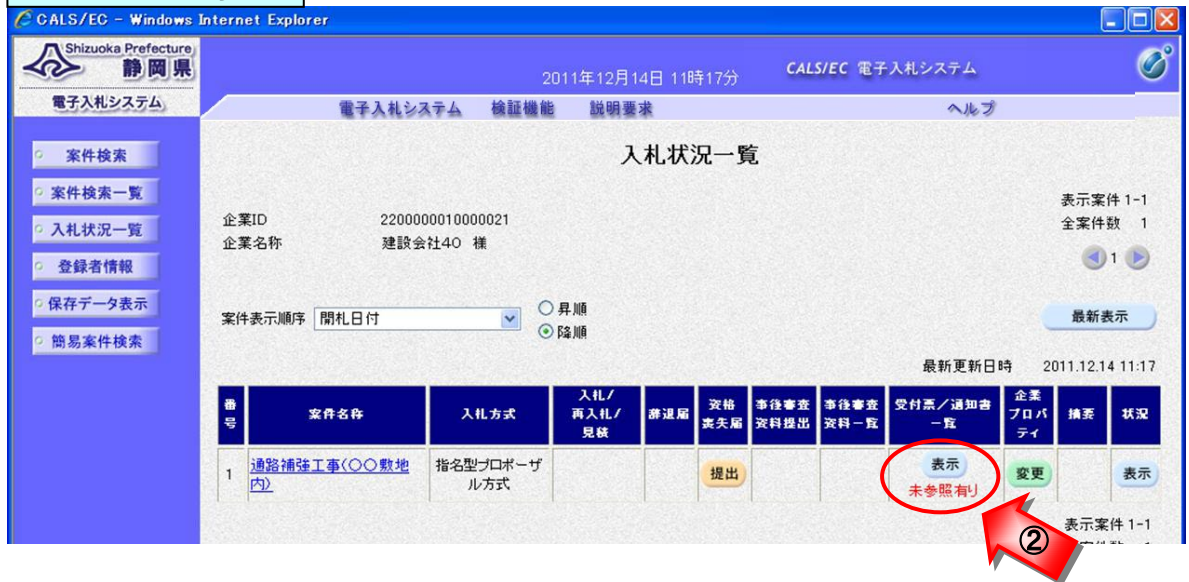 CALS/EC - Windows Internet Explorer
Shizuoka Prefecture
静岡県
電子入札システム
2011年12月14日 11時17分
CALS/EC 電子入札システム
電子入札システム 検証機能 説明要求 ヘルプ
案件検索
案件検索一覧
入札状況一覧
登録者情報
保存データ表示
簡易案件検索
入札状況一覧
表示案件 1-1
全案件数 1
1
企業ID 2200000010000021
企業名称 建設会社40 様
案件表示順序 開札日付
昇順
降順
最新表示
最新更新日時 2011.12.14 11:17
番号 案件名称 入札方式 入札/再入札/見積 辞退届 資格喪失届 事後審査資料提出 事後審査資料一覧 受付票/通知書一覧 企業プロパティ 摘要 状況
1 通路補強工事(〇〇敷地内) 指名型プロポーザル方式 提出 表示 未参照有り 変更 表示
②
表示案件 1-1